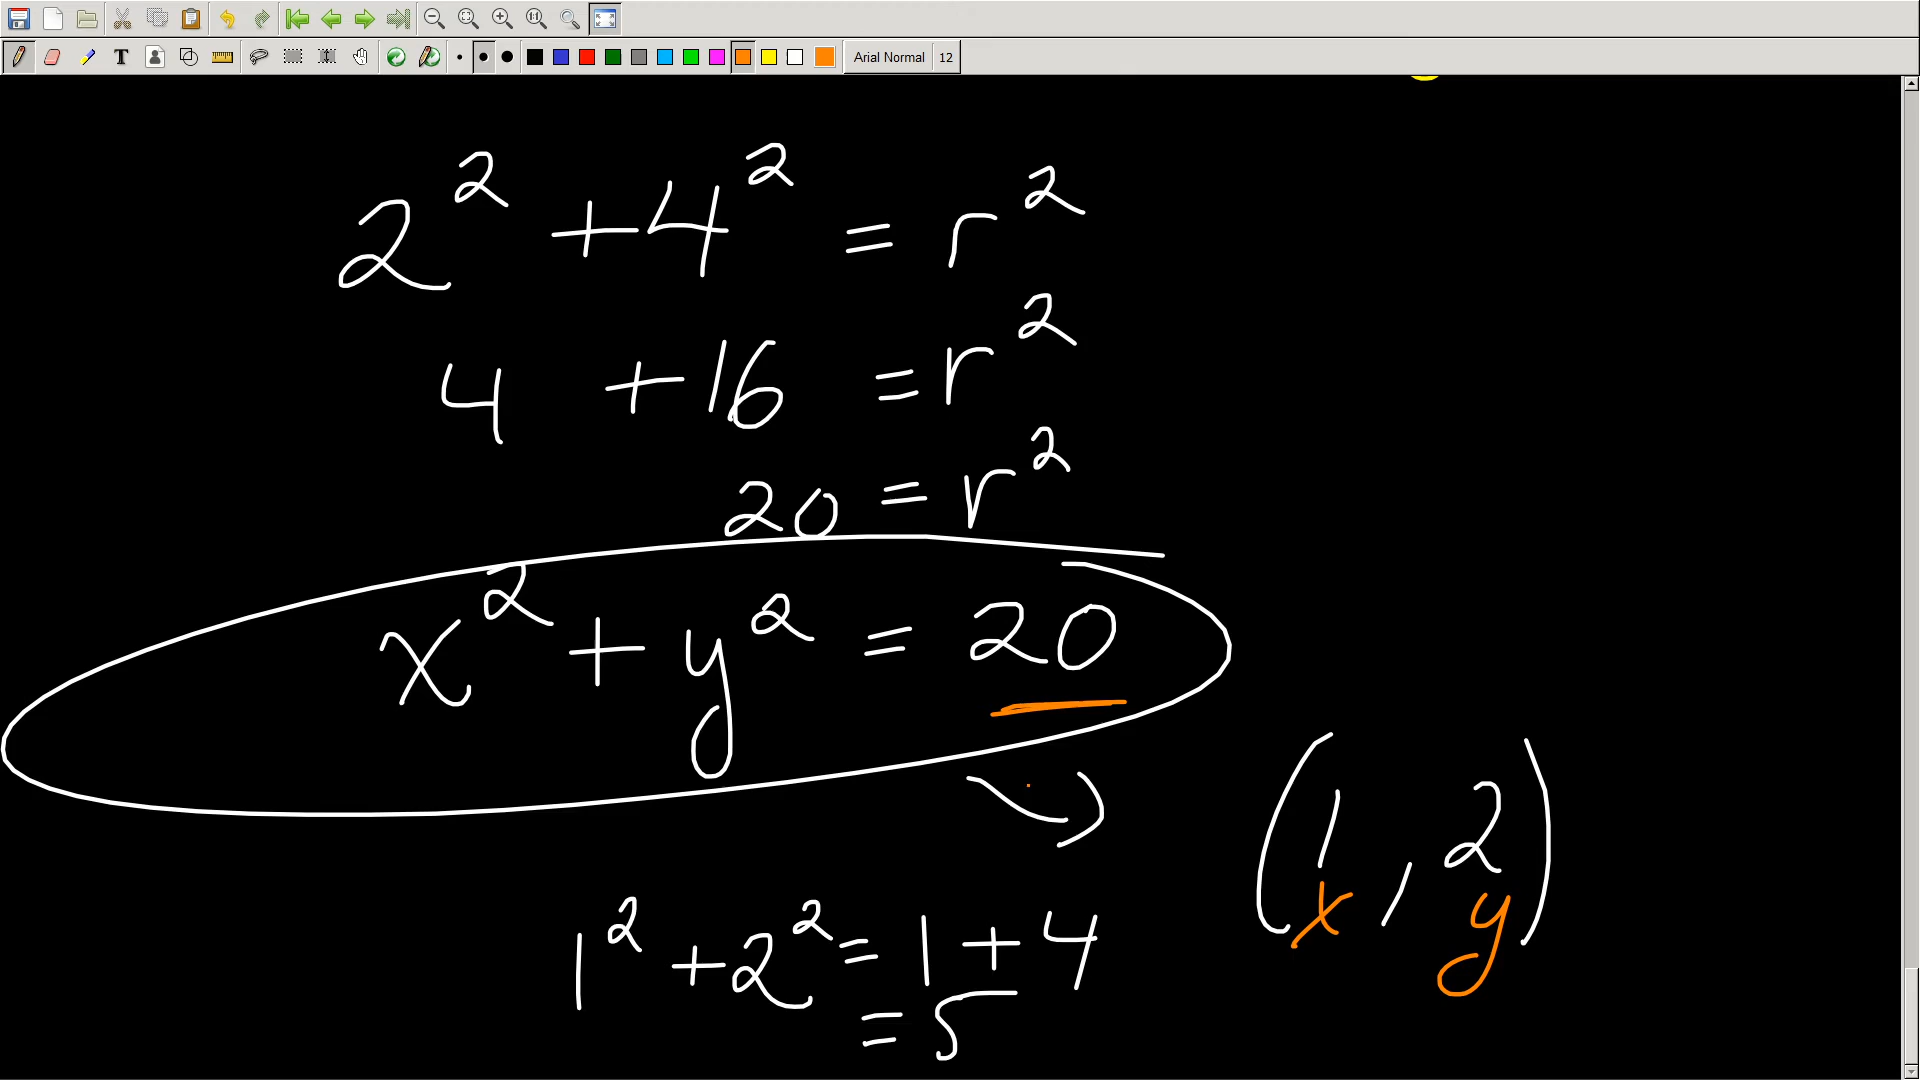 Arial Normal 12
2² + 4² = r²
4 + 16 = r²
20 = r²
x² + y² = 20
(1, 2)
x y
1² + 2² = 1 + 4
= 5